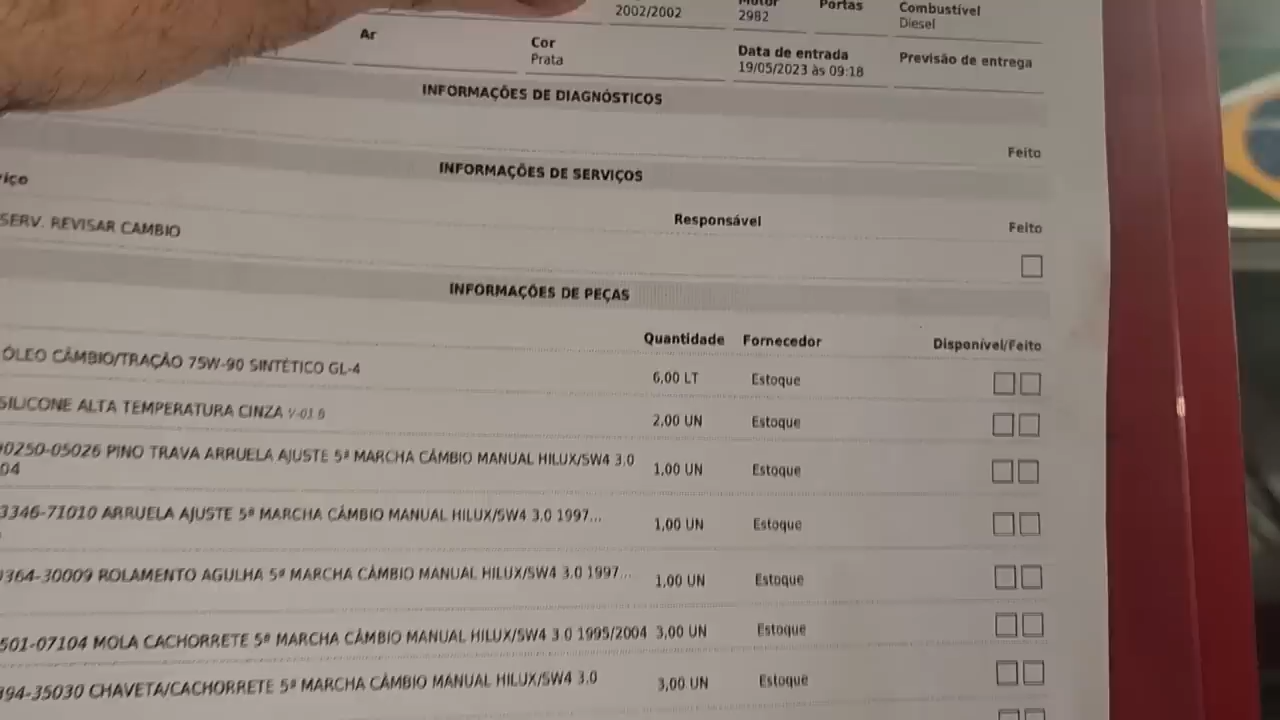 2002/2002
Motor
2982
Portas
Combustível
Diesel
Ar
Cor
Prata
Data de entrada
19/05/2023 às 09:18
Previsão de entrega
INFORMAÇÕES DE DIAGNÓSTICOS
Feito
INFORMAÇÕES DE SERVIÇOS
Responsável
Feito
SERV. REVISAR CAMBIO
INFORMAÇÕES DE PEÇAS
Quantidade Fornecedor Disponível/Feito
ÓLEO CÂMBIO/TRAÇÃO 75W-90 SINTÉTICO GL-4 6,00 LT Estoque
SILICONE ALTA TEMPERATURA CINZA 2,00 UN Estoque
90250-05026 PINO TRAVA ARRUELA AJUSTE 5ª MARCHA CÂMBIO MANUAL HILUX/SW4 3.0 1,00 UN Estoque
04
3346-71010 ARRUELA AJUSTE 5ª MARCHA CÂMBIO MANUAL HILUX/SW4 3.0 1997... 1,00 UN Estoque
364-30009 ROLAMENTO AGULHA 5ª MARCHA CÂMBIO MANUAL HILUX/SW4 3.0 1997... 1,00 UN Estoque
501-07104 MOLA CACHORRETE 5ª MARCHA CÂMBIO MANUAL HILUX/SW4 3.0 1995/2004 3,00 UN Estoque
394-35030 CHAVETA/CACHORRETE 5ª MARCHA CÂMBIO MANUAL HILUX/SW4 3.0 3,00 UN Estoque